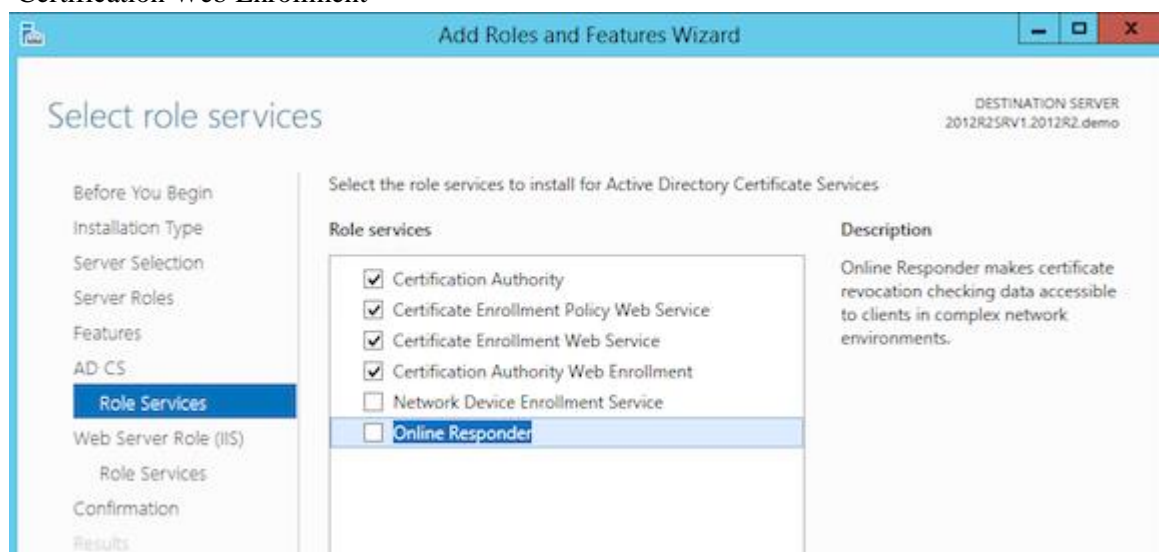 Certification Web Enrollment
Add Roles and Features Wizard
Select role services
DESTINATION SERVER
2012R2SRV1.2012R2.demo
Before You Begin
Installation Type
Server Selection
Server Roles
Features
AD CS
Role Services
Web Server Role (IIS)
Role Services
Confirmation
Results
Select the role services to install for Active Directory Certificate Services
Role services
Certification Authority
Certificate Enrollment Policy Web Service
Certificate Enrollment Web Service
Certification Authority Web Enrollment
Network Device Enrollment Service
Online Responder
Description
Online Responder makes certificate
revocation checking data accessible
to clients in complex network
environments.